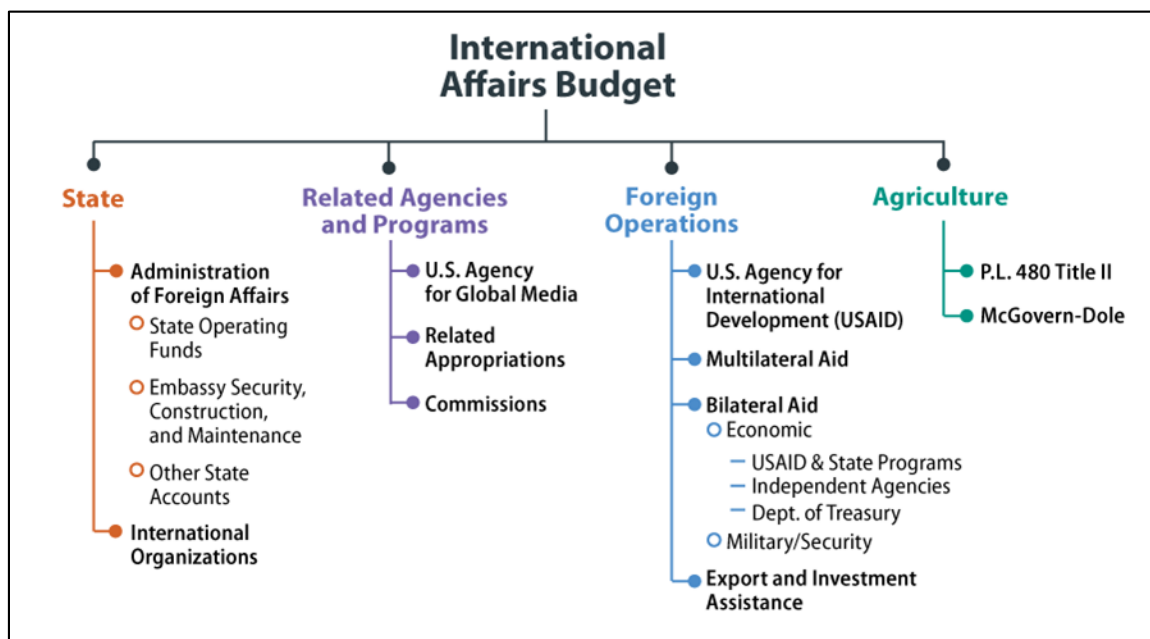 International
Affairs Budget
State
Administration
of Foreign Affairs
State Operating
Funds
Embassy Security,
Construction,
and Maintenance
Other State
Accounts
International
Organizations
Related Agencies
and Programs
U.S. Agency
for Global Media
Related
Appropriations
Commissions
Foreign
Operations
U.S. Agency for
International
Development (USAID)
Multilateral Aid
Bilateral Aid
Economic
— USAID & State Programs
— Independent Agencies
— Dept. of Treasury
Military/Security
Export and Investment
Assistance
Agriculture
P.L. 480 Title II
McGovern-Dole